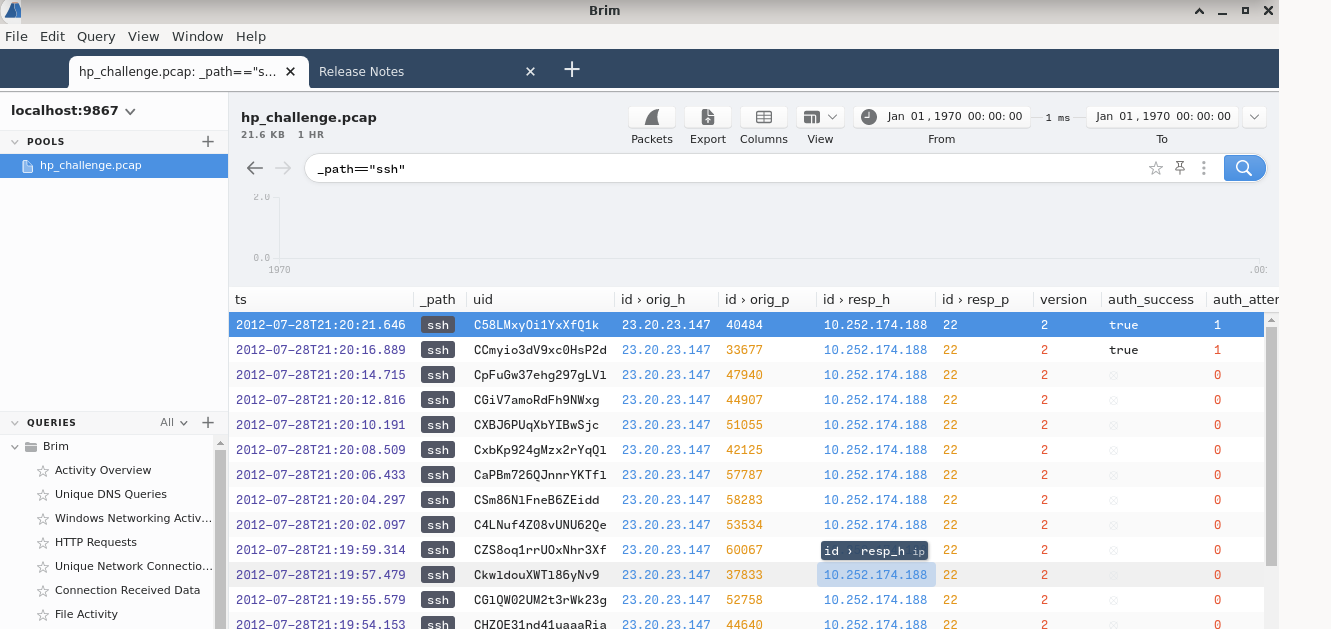 Brim
File Edit Query View Window Help
hp_challenge.pcap: _path=="s... Release Notes
localhost:9867
POOLS
hp_challenge.pcap
QUERIES All
Brim
Activity Overview
Unique DNS Queries
Windows Networking Activ...
HTTP Requests
Unique Network Connectio...
Connection Received Data
File Activity
hp_challenge.pcap
21.6 KB 1 HR
Packets Export Columns View
Jan 01, 1970 00:00:00 1 ms Jan 01, 1970 00:00:00
From To
_path=="ssh"
2.0
0.0
1970 .00
ts _path uid id › orig_h id › orig_p id › resp_h id › resp_p version auth_success auth_atter
2012-07-28T21:20:21.646 ssh C58LMxyOi1YxXfQ1k 23.20.23.147 40484 10.252.174.188 22 2 true 1
2012-07-28T21:20:16.889 ssh CCmyio3dV9xc0HsP2d 23.20.23.147 33677 10.252.174.188 22 2 true 1
2012-07-28T21:20:14.715 ssh CpFuGw37ehg297gLVl 23.20.23.147 47940 10.252.174.188 22 2 0
2012-07-28T21:20:12.816 ssh CGiV7amoRdFh9NWxg 23.20.23.147 44907 10.252.174.188 22 2 0
2012-07-28T21:20:10.191 ssh CXBJ6PUqXbYIBwSjc 23.20.23.147 51055 10.252.174.188 22 2 0
2012-07-28T21:20:08.509 ssh CxbKp924gMzx2rYqQl 23.20.23.147 42125 10.252.174.188 22 2 0
2012-07-28T21:20:06.433 ssh CaPBm726QJnnrYKTfl 23.20.23.147 57787 10.252.174.188 22 2 0
2012-07-28T21:20:04.297 ssh CSm86NlFneB6ZEidd 23.20.23.147 58283 10.252.174.188 22 2 0
2012-07-28T21:20:02.097 ssh C4LNuf4Z08vUNU62Qe 23.20.23.147 53534 10.252.174.188 22 2 0
2012-07-28T21:19:59.314 ssh CZS8oq1rrUOxNhr3Xf 23.20.23.147 60067 id › resp_h ip 22 2 0
2012-07-28T21:19:57.479 ssh CkwldouXWTl86yNv9 23.20.23.147 37833 10.252.174.188 22 2 0
2012-07-28T21:19:55.579 ssh CGlQW02UM2t3rWk23g 23.20.23.147 52758 10.252.174.188 22 2 0
2012-07-28T21:19:54.153 ssh CHZOE31nd41uaaaRia 23.20.23.147 44640 10.252.174.188 22 2 0